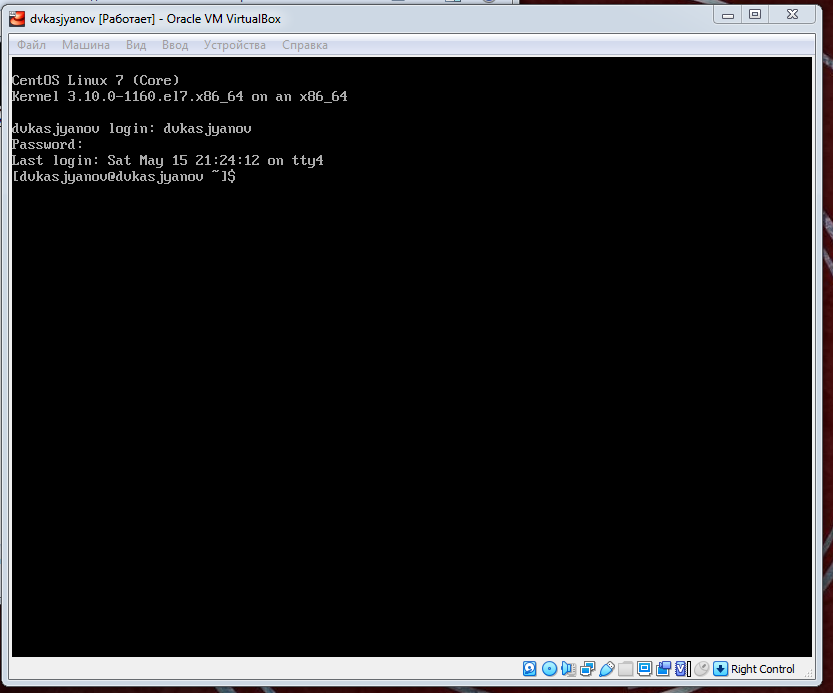 dvkasjyanov [Работает] - Oracle VM VirtualBox
Файл Машина Вид Ввод Устройства Справка
CentOS Linux 7 (Core)
Kernel 3.10.0-1160.el7.x86_64 on an x86_64
dvkasjyanov login: dvkasjyanov
Password:
Last login: Sat May 15 21:24:12 on tty4
[dvkasjyanov@dvkasjyanov ~]$
Right Control